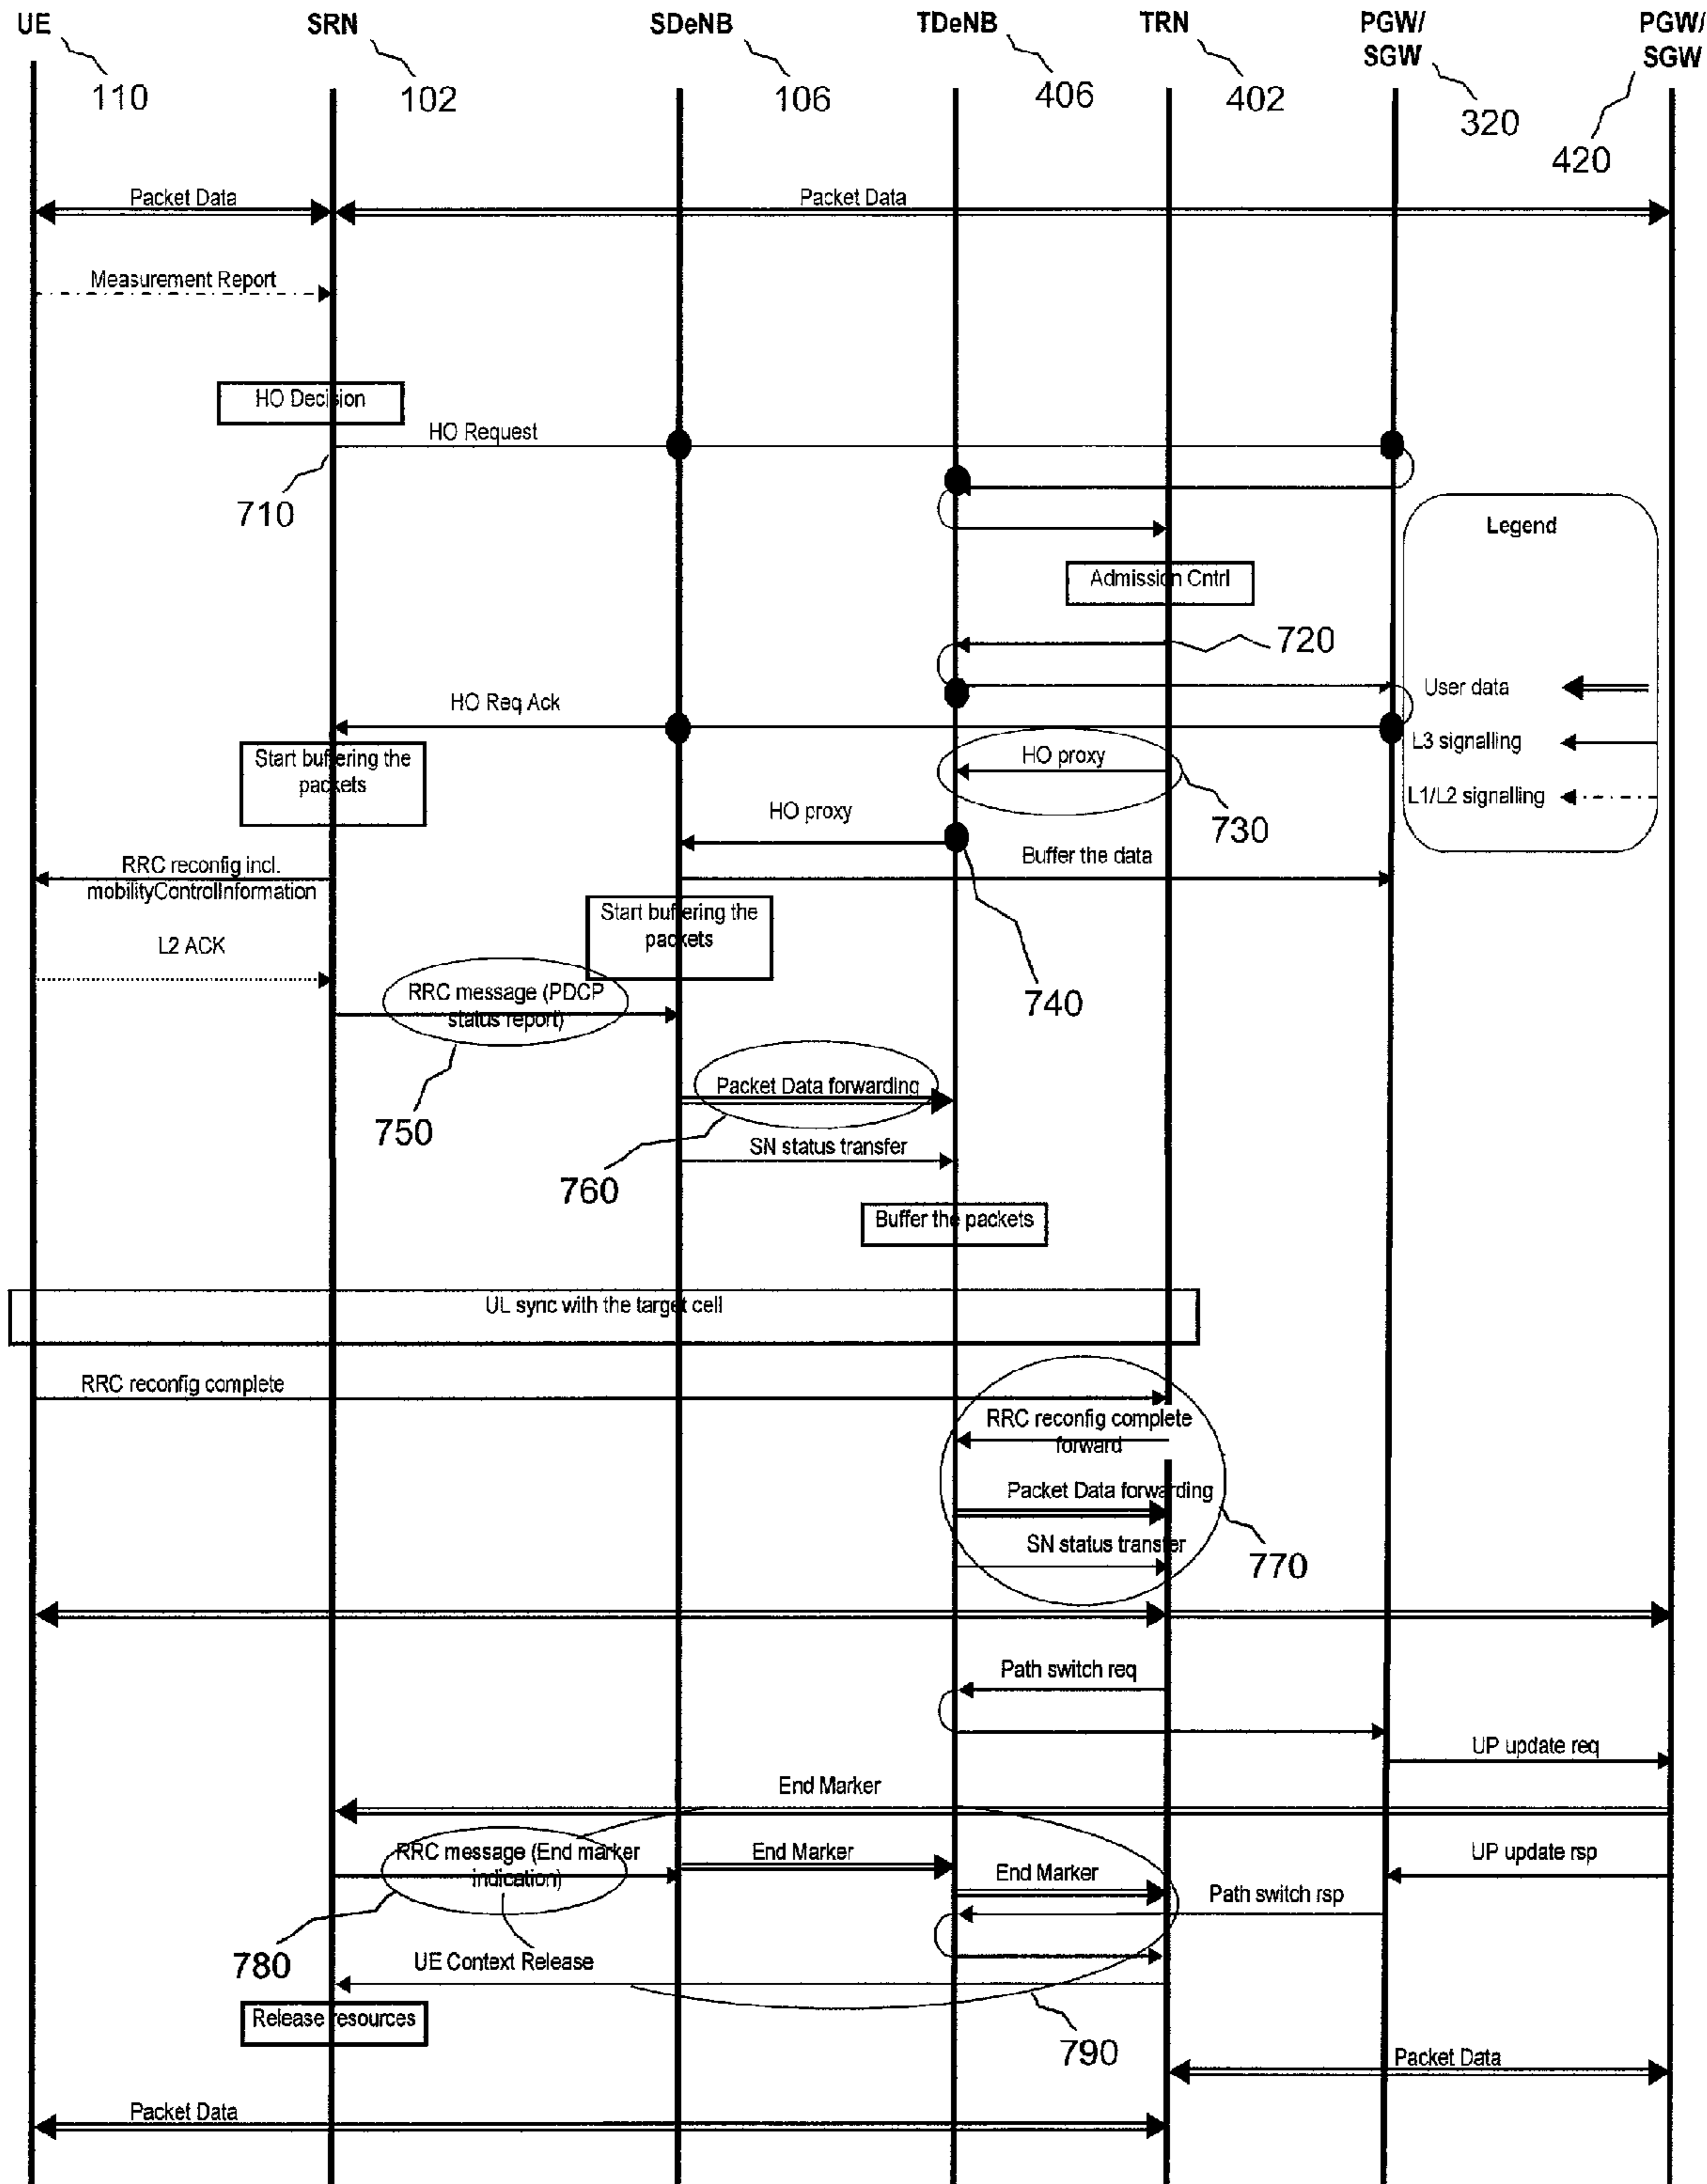 UE
SRN
SDeNB
TDeNB
TRN
PGW/
SGW
PGW/
SGW
110
102
106
406
402
320
420
Packet Data
Packet Data
Measurement Report
HO Decision
HO Request
710
Legend
Admission Cntrl
720
User data
HO Req Ack
L3 signalling
Start buffering the
packets
HO proxy
L1/L2 signalling
730
HO proxy
Buffer the data
RRC reconfig incl.
mobilityControlInformation
Start buffering the
packets
L2 ACK
740
RRC message (PDCP
status report)
750
Packet Data forwarding
SN status transfer
760
Buffer the packets
UL sync with the target cell
RRC reconfig complete
RRC reconfig complete
forward
Packet Data forwarding
SN status transfer
770
Path switch req
UP update req
End Marker
RRC message (End marker
indication)
End Marker
UP update rsp
End Marker
Path switch rsp
780
UE Context Release
Release resources
790
Packet Data
Packet Data